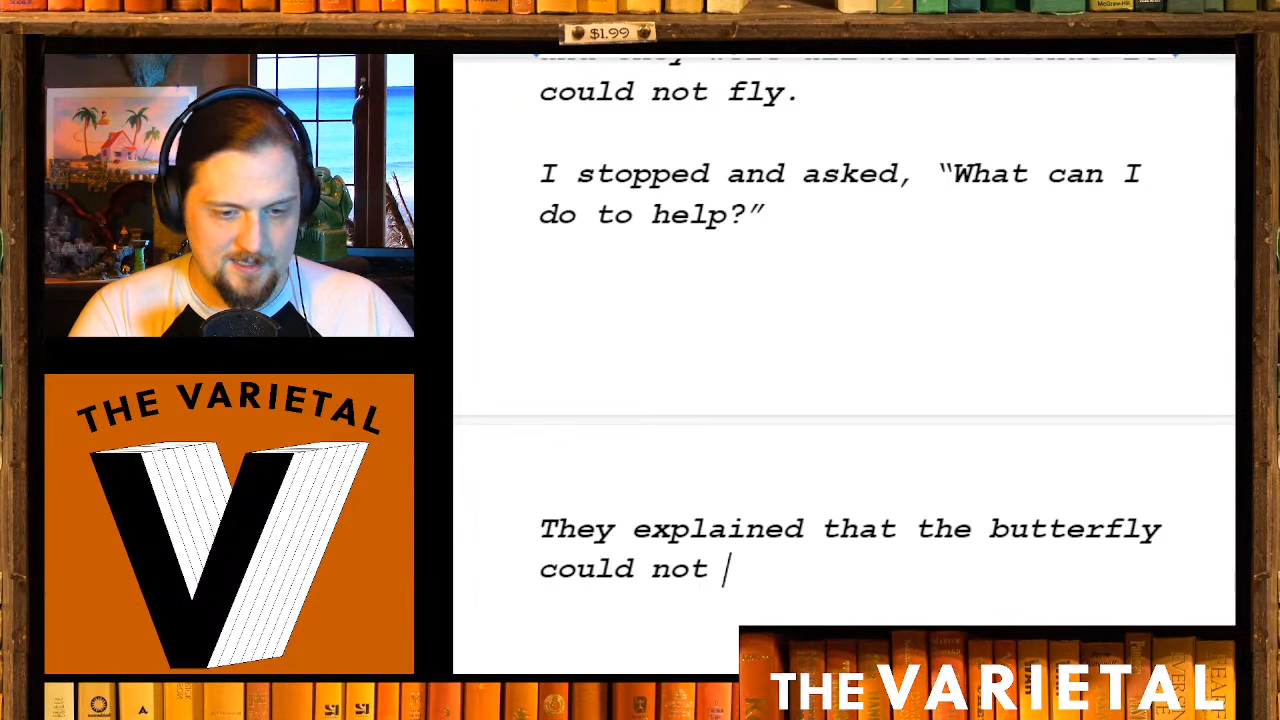 $1.99
could not fly.
I stopped and asked, “What can I
do to help?”
They explained that the butterfly
could not
THE VARIETAL
V
THE VARIETAL